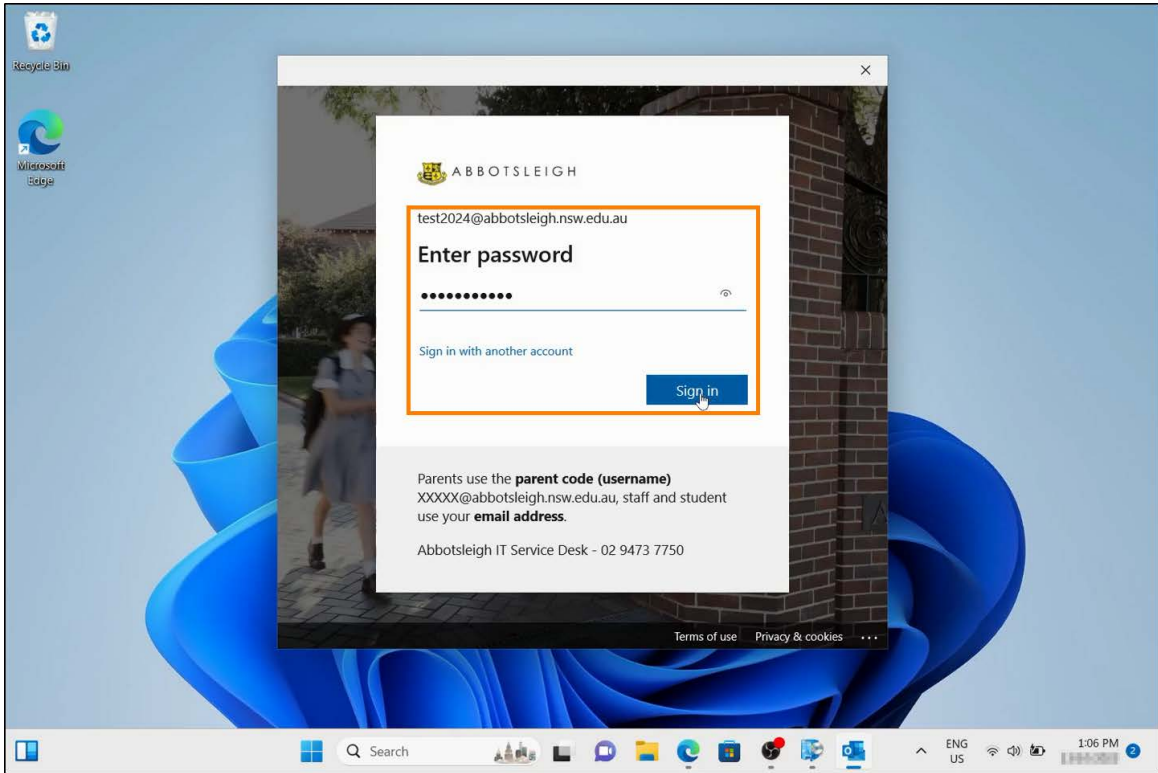 Recycle Bin
Microsoft
Edge
ABBOTSLEIGH
test2024@abbotsleigh.nsw.edu.au
Enter password
•••••••••••
Sign in with another account
Sign in
Parents use the parent code (username)
XXXXX@abbotsleigh.nsw.edu.au, staff and student
use your email address.
Abbotsleigh IT Service Desk - 02 9473 7750
Terms of use Privacy & cookies ...
Search
ENG
US
1:06 PM
2